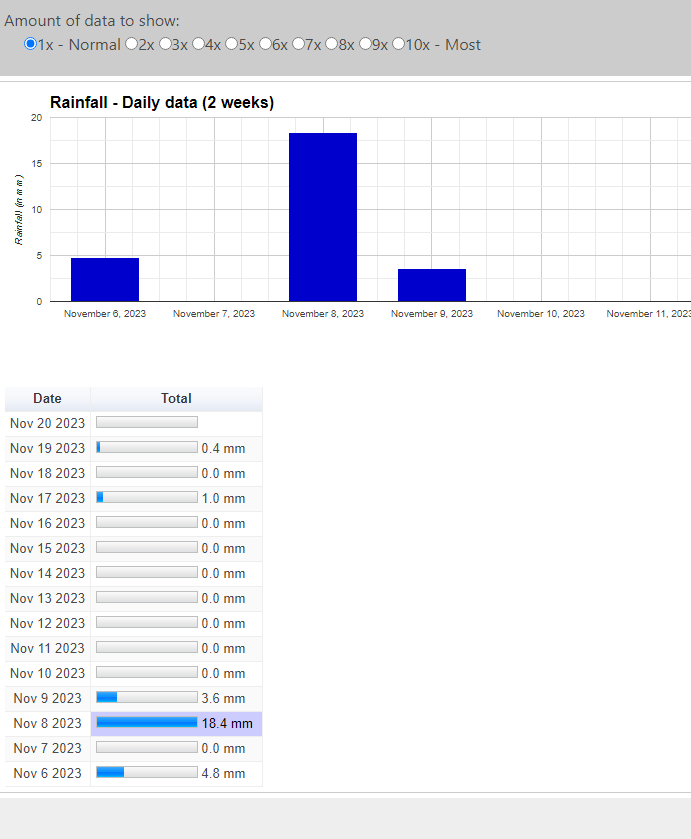 Amount of data to show:
1x - Normal 2x 3x 4x 5x 6x 7x 8x 9x 10x - Most
Rainfall - Daily data (2 weeks)
20
15
10
5
0
Rainfall (in mm)
November 6, 2023 November 7, 2023 November 8, 2023 November 9, 2023 November 10, 2023 November 11, 2023
Date Total
Nov 20 2023
Nov 19 2023 0.4 mm
Nov 18 2023 0.0 mm
Nov 17 2023 1.0 mm
Nov 16 2023 0.0 mm
Nov 15 2023 0.0 mm
Nov 14 2023 0.0 mm
Nov 13 2023 0.0 mm
Nov 12 2023 0.0 mm
Nov 11 2023 0.0 mm
Nov 10 2023 0.0 mm
Nov 9 2023 3.6 mm
Nov 8 2023 18.4 mm
Nov 7 2023 0.0 mm
Nov 6 2023 4.8 mm